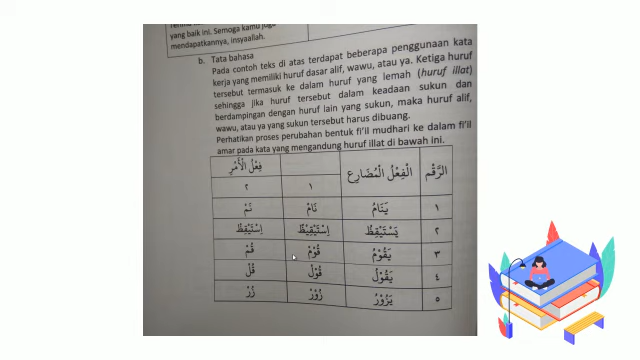 yang baik ini. Semoga kamu juga
mendapatkannya, insyaallah.
b. Tata bahasa
Pada contoh teks di atas terdapat beberapa penggunaan kata
kerja yang memiliki huruf dasar alif, wawu, atau ya. Ketiga huruf
tersebut termasuk ke dalam huruf yang lemah (huruf illat)
sehingga jika huruf tersebut dalam keadaan sukun dan
berdampingan dengan huruf lain yang sukun, maka huruf alif,
wawu, atau ya yang sukun tersebut harus dibuang.
Perhatikan proses perubahan bentuk fi'il mudhari ke dalam fi'il
amar pada kata yang mengandung huruf illat di bawah ini.
الرَّقْم الْفِعْلُ الْمُضَارِع فِعْلُ الْأَمْرِ
١ ٢
١ يَنَامُ نَامْ نَمْ
٢ يَسْتَيْقِظُ اِسْتَيْقِيْظْ اِسْتَيْقِظْ
٣ يَقُوْمُ قُوْمْ قُمْ
٤ يَقُوْلُ قُوْلْ قُلْ
٥ يَزُوْرُ زُوْرْ زُرْ